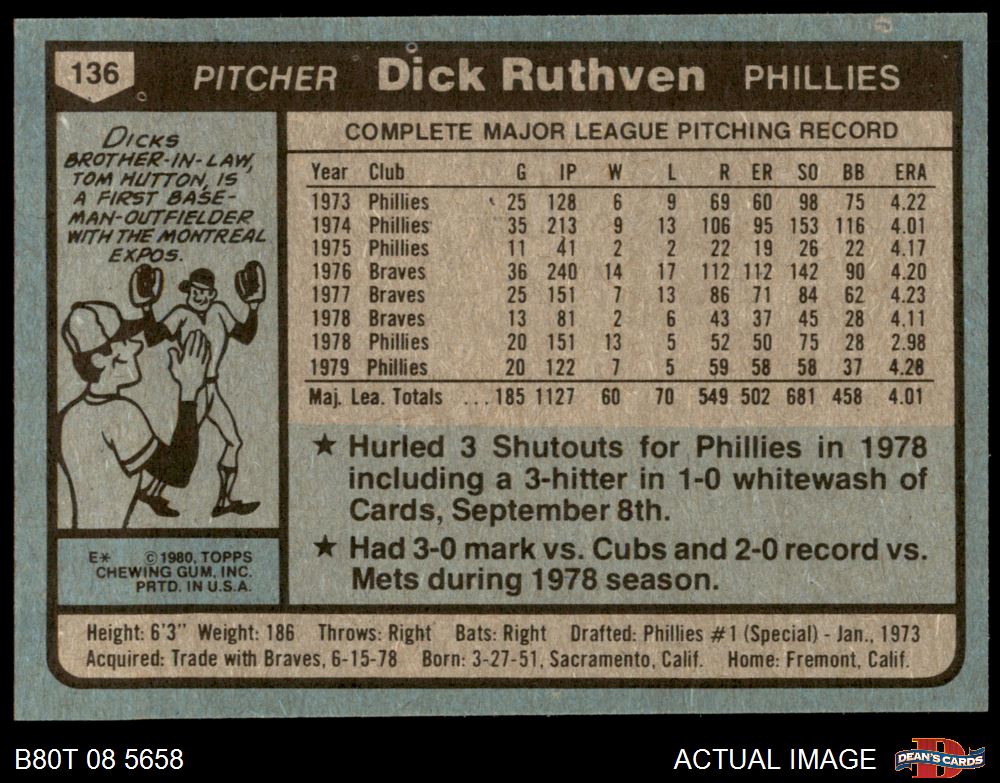 136 PITCHER Dick Ruthven PHILLIES
DICKS
BROTHER-IN-LAW,
TOM HUTTON, IS
A FIRST BASE-
MAN-OUTFIELDER
WITH THE MONTREAL
EXPOS.
COMPLETE MAJOR LEAGUE PITCHING RECORD
Year Club G IP W L R ER SO BB ERA
1973 Phillies 25 128 6 9 69 60 98 75 4.22
1974 Phillies 35 213 9 13 106 95 153 116 4.01
1975 Phillies 11 41 2 2 22 19 26 22 4.17
1976 Braves 36 240 14 17 112 112 142 90 4.20
1977 Braves 25 151 7 13 86 71 84 62 4.23
1978 Braves 13 81 2 6 43 37 45 28 4.11
1978 Phillies 20 151 13 5 52 50 75 28 2.98
1979 Phillies 20 122 7 5 59 58 58 37 4.28
Maj. Lea. Totals ...185 1127 60 70 549 502 681 458 4.01
★ Hurled 3 Shutouts for Phillies in 1978
including a 3-hitter in 1-0 whitewash of
Cards, September 8th.
★ Had 3-0 mark vs. Cubs and 2-0 record vs.
Mets during 1978 season.
E* ©1980, TOPPS
CHEWING GUM, INC.
PRTD. IN U.S.A.
Height: 6'3" Weight: 186 Throws: Right Bats: Right Drafted: Phillies #1 (Special) - Jan., 1973
Acquired: Trade with Braves, 6-15-78 Born: 3-27-51, Sacramento, Calif. Home: Fremont, Calif.
B80T 08 5658
ACTUAL IMAGE
DEAN'S CARDS